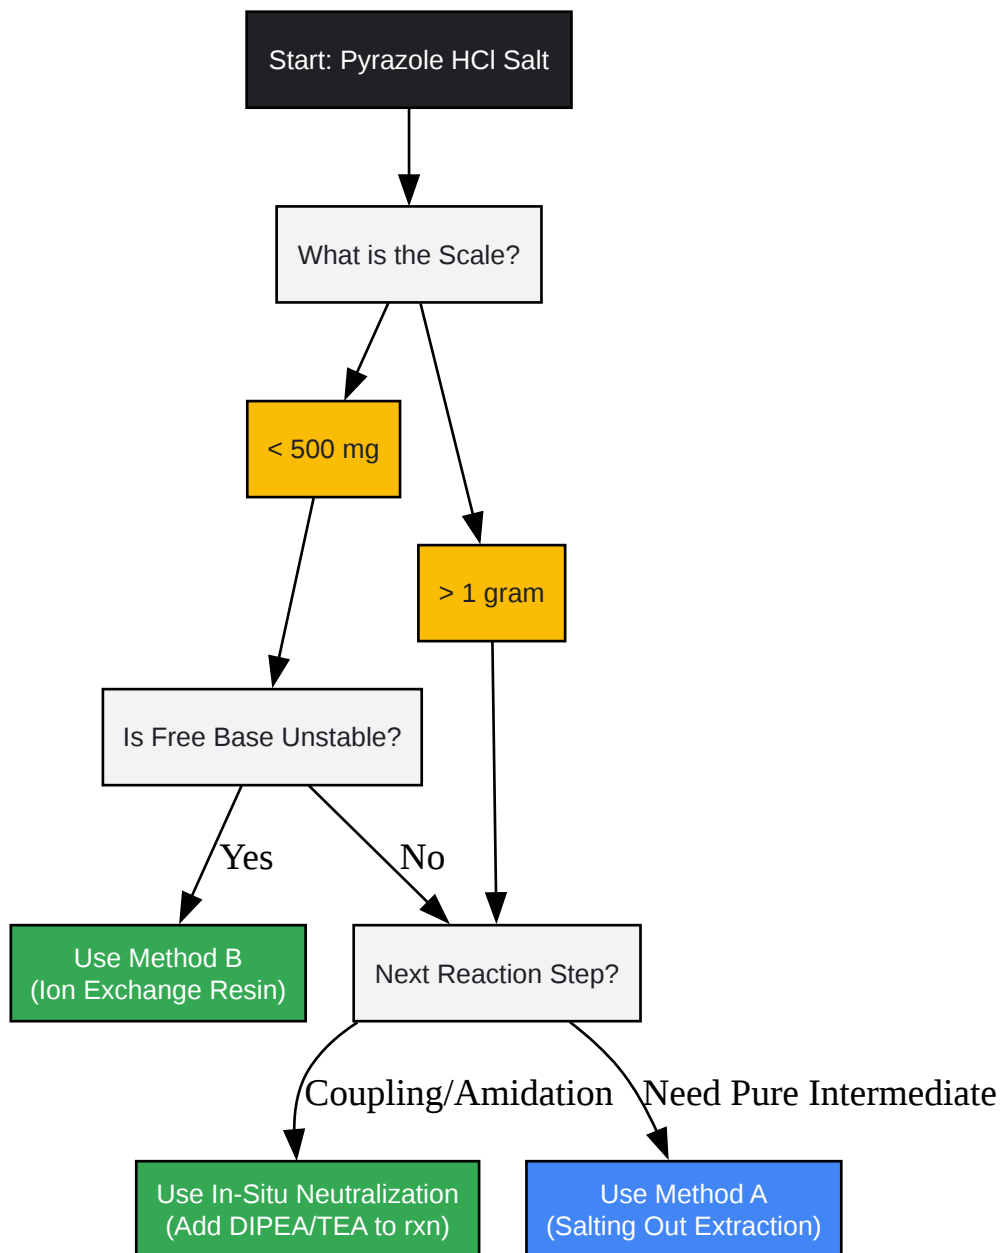 Start: Pyrazole HCl Salt
What is the Scale?
< 500 mg
> 1 gram
Is Free Base Unstable?
Yes
No
Use Method B
(Ion Exchange Resin)
Next Reaction Step?
Coupling/Amidation
Need Pure Intermediate
Use In-Situ Neutralization
(Add DIPEA/TEA to rxn)
Use Method A
(Salting Out Extraction)